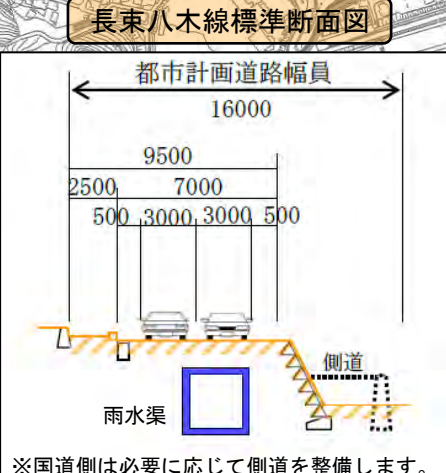 長束八木線標準断面図
都市計画道路幅員
16000
9500
2500 7000
500 3000 3000 500
側道
雨水渠
※国道側は必要に応じて側道を整備します。